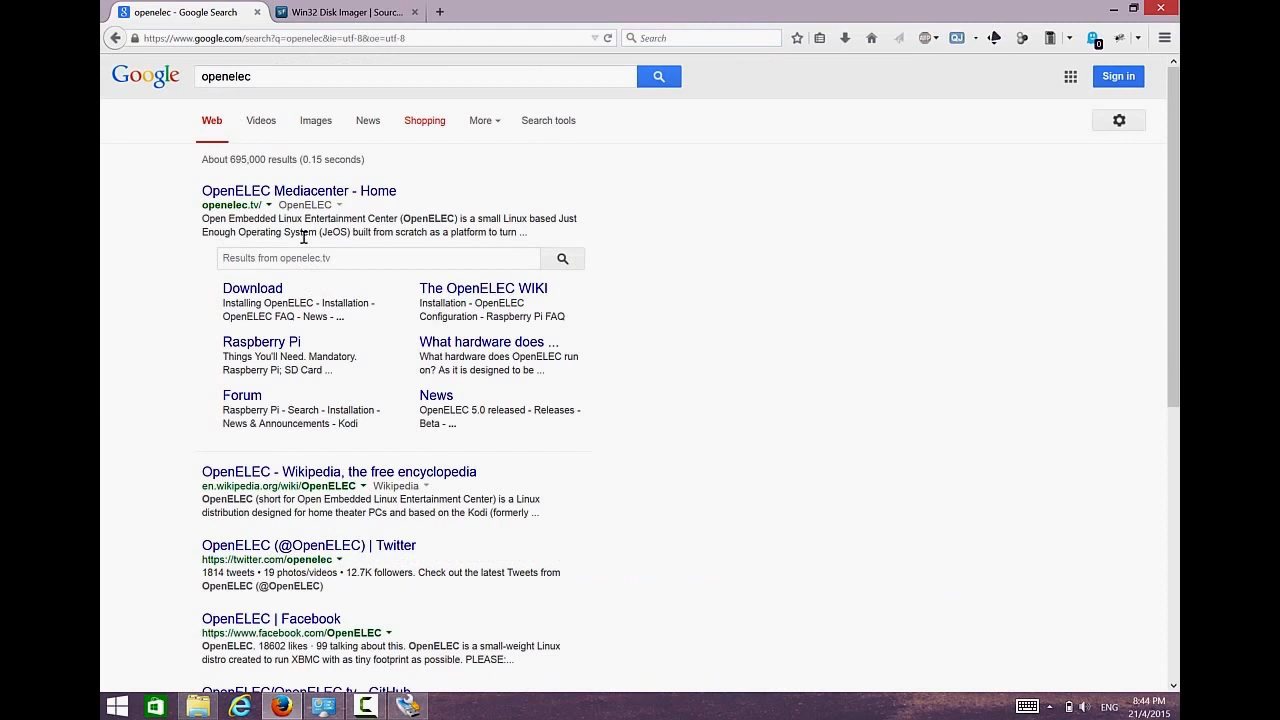 openelec - Google Search
Win32 Disk Imager | Sourc...
https://www.google.com/search?q=openelec&ie=utf-8&oe=utf-8
Search
Google
openelec
Sign in
Web
Videos
Images
News
Shopping
More
Search tools
About 695,000 results (0.15 seconds)
OpenELEC Mediacenter - Home
openelec.tv/ OpenELEC
Open Embedded Linux Entertainment Center (OpenELEC) is a small Linux based Just
Enough Operating System (JeOS) built from scratch as a platform to turn ...
Results from openelec.tv
Download
Installing OpenELEC - Installation -
OpenELEC FAQ - News - ...
The OpenELEC WIKI
Installation - OpenELEC
Configuration - Raspberry Pi FAQ
Raspberry Pi
Things You'll Need. Mandatory.
Raspberry Pi; SD Card ...
What hardware does ...
What hardware does OpenELEC run
on? As it is designed to be ...
Forum
Raspberry Pi - Search - Installation -
News & Announcements - Kodi
News
OpenELEC 5.0 released - Releases -
Beta - ...
OpenELEC - Wikipedia, the free encyclopedia
en.wikipedia.org/wiki/OpenELEC Wikipedia
OpenELEC (short for Open Embedded Linux Entertainment Center) is a Linux
distribution designed for home theater PCs and based on the Kodi (formerly ...
OpenELEC (@OpenELEC) | Twitter
https://twitter.com/openelec
1814 tweets • 19 photos/videos • 12.7K followers. Check out the latest Tweets from
OpenELEC (@OpenELEC)
OpenELEC | Facebook
https://www.facebook.com/OpenELEC
OpenELEC. 18602 likes · 99 talking about this. OpenELEC is a small-weight Linux
distro created to run XBMC with as tiny footprint as possible. PLEASE:...
OpenELEC/OpenELEC.tv · GitHub
0
ENG
8:44 PM
21/4/2015